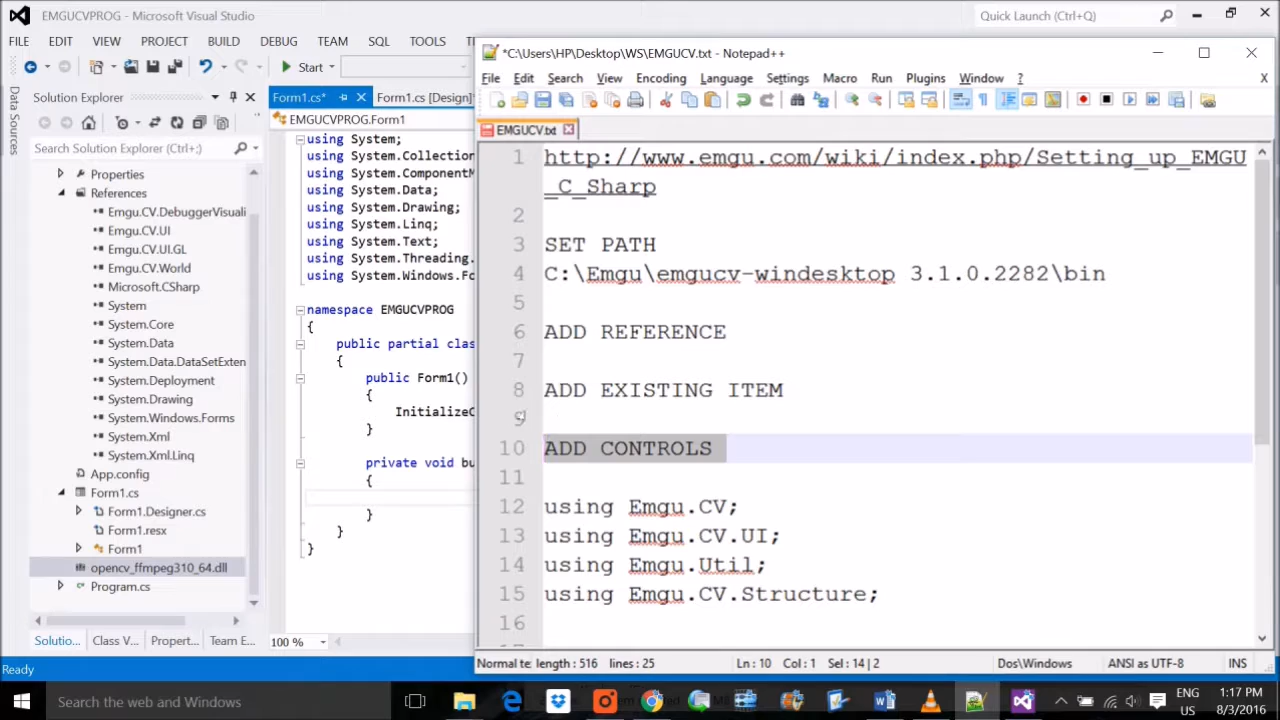 EMGUCVPROG - Microsoft Visual Studio
Quick Launch (Ctrl+Q)
FILE EDIT VIEW PROJECT BUILD DEBUG TEAM SQL TOOLS
Start
Data Sources
Solution Explorer
Search Solution Explorer (Ctrl+;)
Properties
References
Emgu.CV.DebuggerVisuali
Emgu.CV.UI
Emgu.CV.UI.GL
Emgu.CV.World
Microsoft.CSharp
System
System.Core
System.Data
System.Data.DataSetExten
System.Deployment
System.Drawing
System.Windows.Forms
System.Xml
System.Xml.Linq
App.config
Form1.cs
Form1.Designer.cs
Form1.resx
Form1
opencv_ffmpeg310_64.dll
Program.cs
Solutio... Class V... Propert... Team E...
Form1.cs* Form1.cs [Design]*
EMGUCVPROG.Form1
using System;
using System.Collection
using System.ComponentM
using System.Data;
using System.Drawing;
using System.Linq;
using System.Text;
using System.Threading.
using System.Windows.Fo
namespace EMGUCVPROG
{
public partial clas
{
public Form1()
{
InitializeC
}
private void bu
{
}
}
}
100 %
Ready
*C:\Users\HP\Desktop\WS\EMGUCV.txt - Notepad++
File Edit Search View Encoding Language Settings Macro Run Plugins Window ? X
EMGUCV.txt
1 http://www.emgu.com/wiki/index.php/Setting_up_EMGU
_C_Sharp
2
3 SET PATH
4 C:\Emgu\emgucv-windesktop 3.1.0.2282\bin
5
6 ADD REFERENCE
7
8 ADD EXISTING ITEM
9
10 ADD CONTROLS
11
12 using Emgu.CV;
13 using Emgu.CV.UI;
14 using Emgu.Util;
15 using Emgu.CV.Structure;
16
Normal te length : 516 lines : 25 Ln : 10 Col : 1 Sel : 14 | 2 Dos\Windows ANSI as UTF-8 INS
Search the web and Windows
ENG
US
1:17 PM
8/3/2016